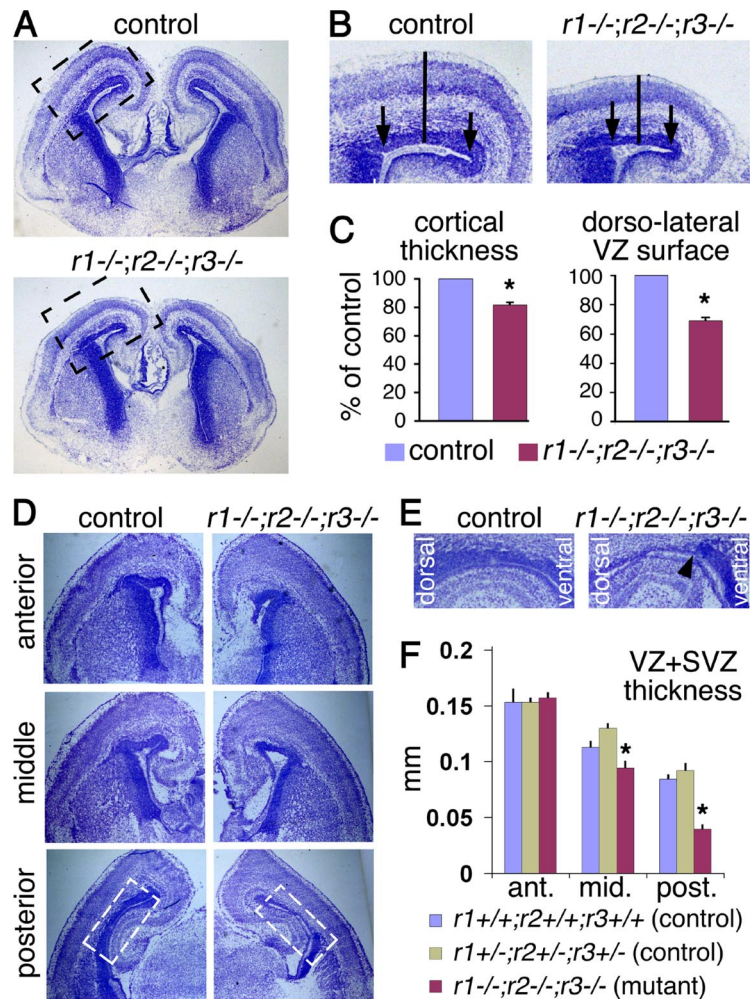 A
control
r1-/-;r2-/-;r3-/-
B
control
r1-/-;r2-/-;r3-/-
C
cortical
thickness
dorso-lateral
VZ surface
% of control
100
80
60
40
20
0
*
100
80
60
40
20
0
*
control
r1-/-;r2-/-;r3-/-
D
control
r1-/-;r2-/-;r3-/-
anterior
middle
posterior
E
control
r1-/-;r2-/-;r3-/-
dorsal
ventral
dorsal
ventral
F
VZ+SVZ
thickness
mm
0.2
0.15
0.1
0.05
0
*
*
ant.
mid.
post.
r1+/+;r2+/+;r3+/+ (control)
r1+/-;r2+/-;r3+/- (control)
r1-/-;r2-/-;r3-/- (mutant)